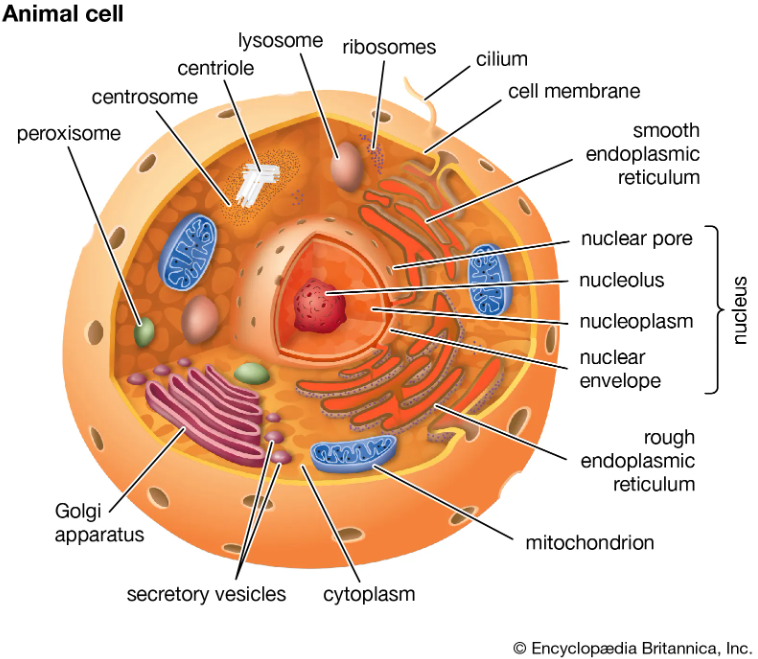 Animal cell
lysosome
ribosomes
cilium
centriole
cell membrane
centrosome
peroxisome
smooth
endoplasmic
reticulum
nuclear pore
nucleolus
nucleoplasm
nuclear
envelope
nucleus
rough
endoplasmic
reticulum
Golgi
apparatus
mitochondrion
secretory vesicles
cytoplasm
© Encyclopædia Britannica, Inc.